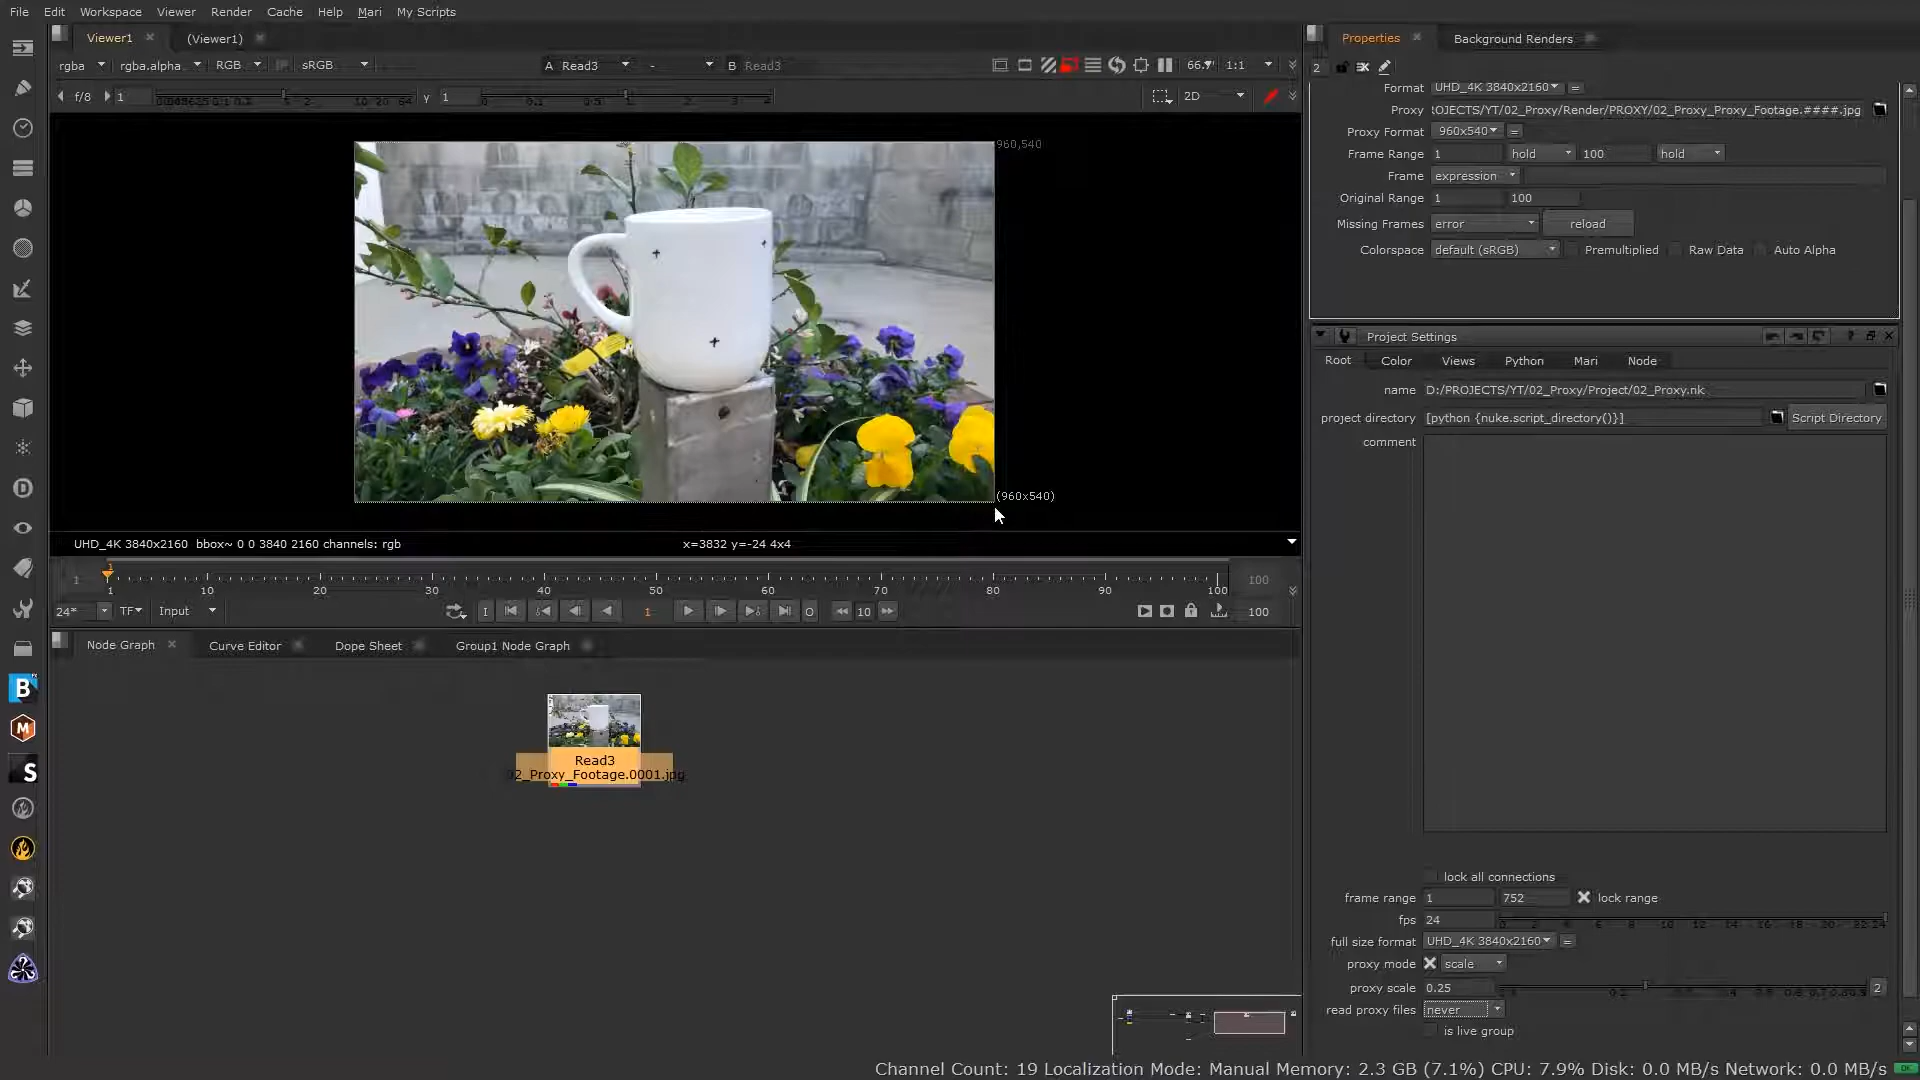 File Edit Workspace Viewer Render Cache Help Mari My Scripts
Viewer1 (Viewer1)
rgba rgba.alpha RGB IP sRGB A Read3 - B Read3 66.7 1:1
f/8 1 y 1 2D
960,540
(960x540)
UHD_4K 3840x2160 bbox~ 0 0 3840 2160 channels: rgb x=3832 y=-24 4x4
1 1 100
1 10 20 30 40 50 60 70 80 90 100
24* TF Input I 1 O 10 100
Node Graph Curve Editor Dope Sheet Group1 Node Graph
Read3
02_Proxy_Footage.0001.jpg
Properties Background Renders
2
Format UHD_4K 3840x2160 =
Proxy OJECTS/YT/02_Proxy/Render/PROXY/02_Proxy_Proxy_Footage.####.jpg
Proxy Format 960x540 =
Frame Range 1 hold 100 hold
Frame expression
Original Range 1 100
Missing Frames error reload
Colorspace default (sRGB) Premultiplied Raw Data Auto Alpha
Project Settings ?
Root Color Views Python Mari Node
name D:/PROJECTS/YT/02_Proxy/Project/02_Proxy.nk
project directory [python {nuke.script_directory()}] Script Directory
comment
lock all connections
frame range 1 752 lock range
fps 24
full size format UHD_4K 3840x2160 =
proxy mode scale
proxy scale 0.25 2
read proxy files never
is live group
Channel Count: 19 Localization Mode: Manual Memory: 2.3 GB (7.1%) CPU: 7.9% Disk: 0.0 MB/s Network: 0.0 MB/s